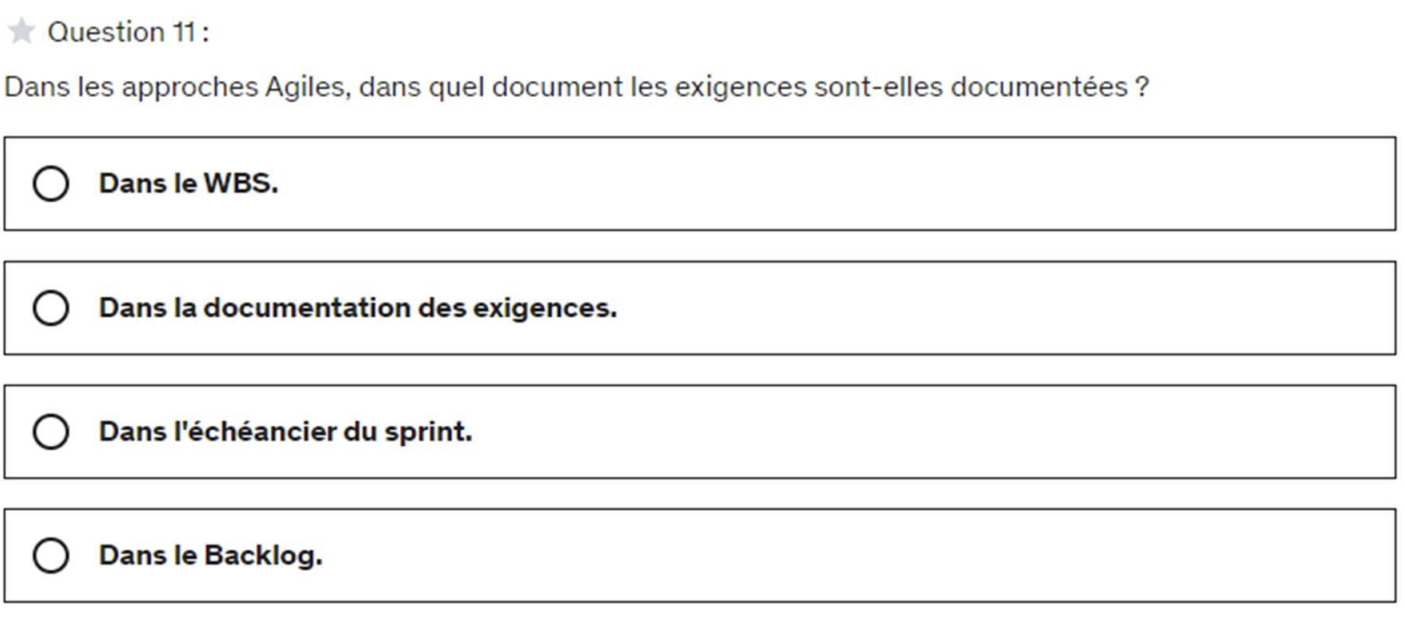 Question 11 :
Dans les approches Agiles, dans quel document les exigences sont-elles documentées ?
Dans le WBS.
Dans la documentation des exigences.
Dans l'échéancier du sprint.
Dans le Backlog.